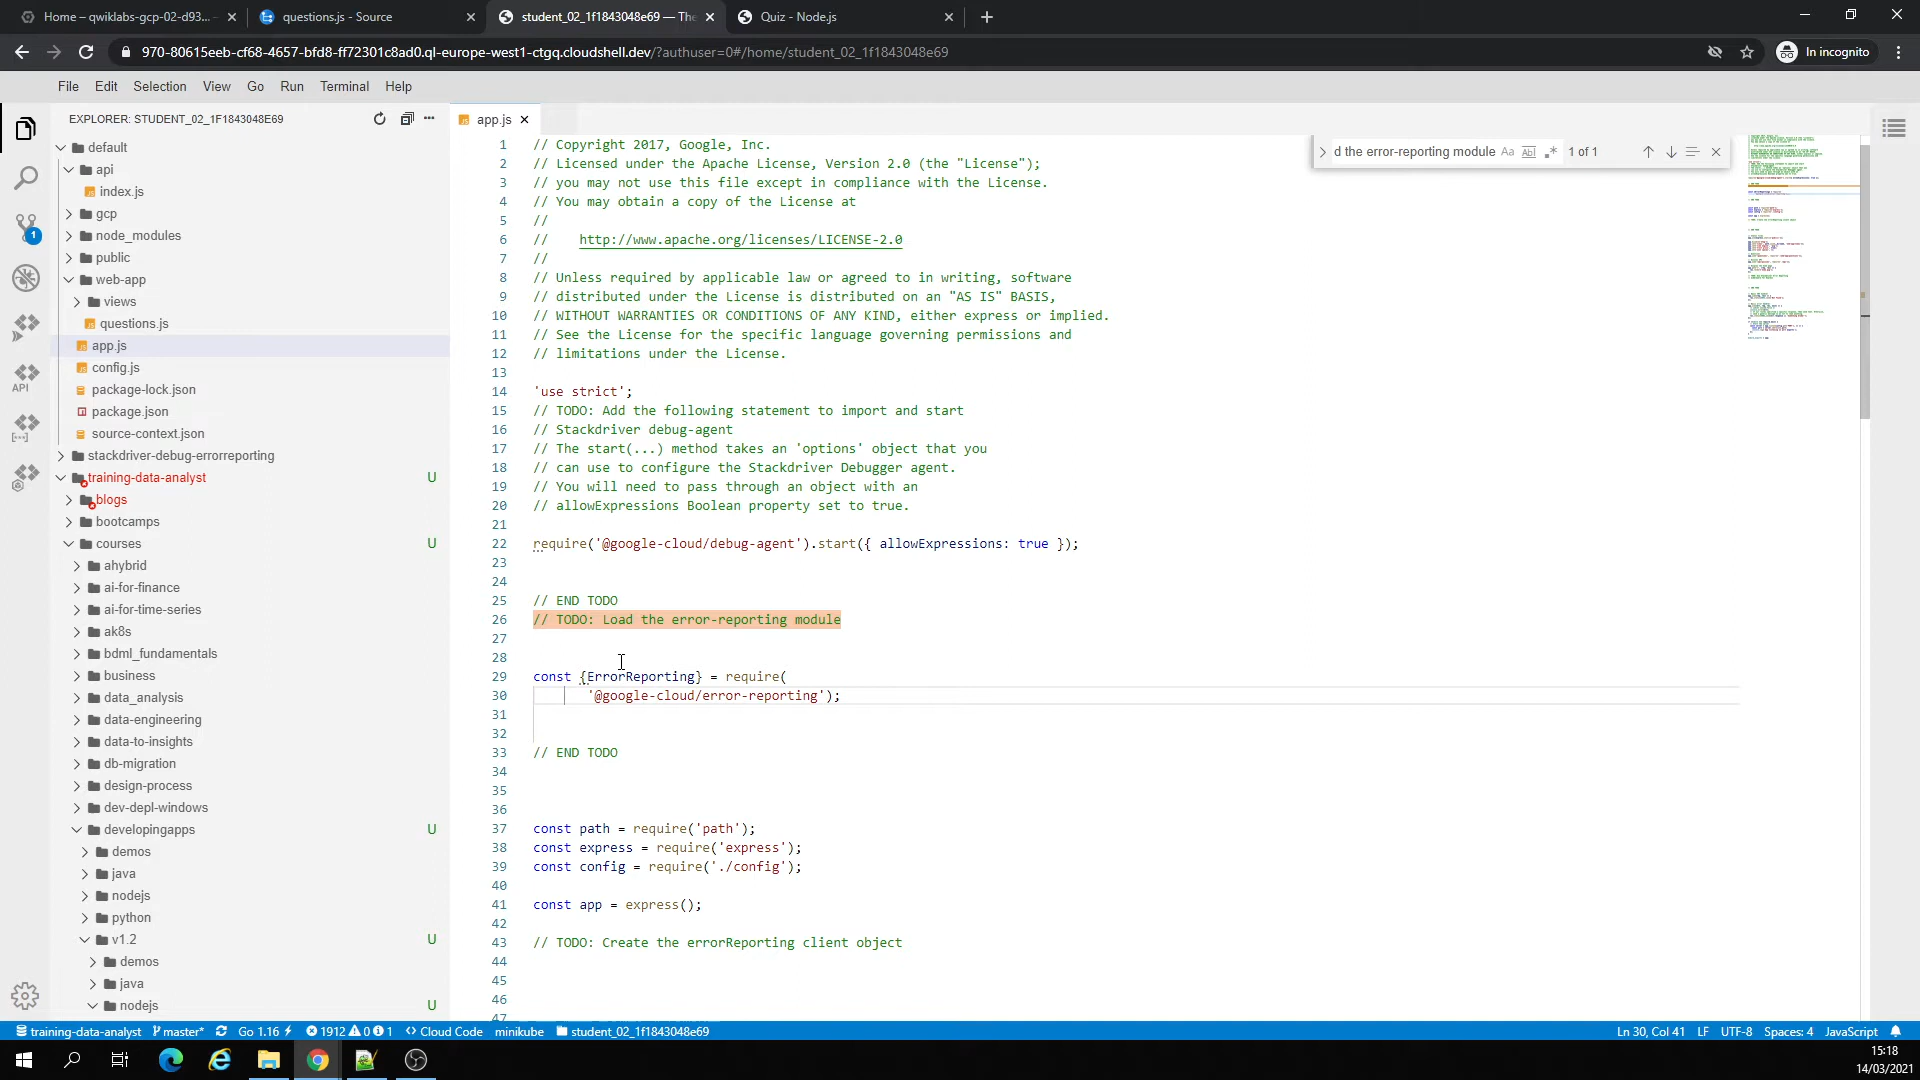 Home – qwiklabs-gcp-02-d93...
questions.js - Source
student_02_1f1843048e69 — The
Quiz - Node.js
970-80615eeb-cf68-4657-bfd8-ff72301c8ad0.ql-europe-west1-ctgq.cloudshell.dev/?authuser=0#/home/student_02_1f1843048e69
In incognito
File Edit Selection View Go Run Terminal Help
EXPLORER: STUDENT_02_1F1843048E69
default
api
index.js
gcp
node_modules
public
web-app
views
questions.js
app.js
config.js
package-lock.json
package.json
source-context.json
stackdriver-debug-errorreporting
training-data-analyst U
blogs
bootcamps
courses U
ahybrid
ai-for-finance
ai-for-time-series
ak8s
bdml_fundamentals
business
data_analysis
data-engineering
data-to-insights
db-migration
design-process
dev-depl-windows
developingapps U
demos
java
nodejs
python
v1.2 U
demos
java
nodejs U
1
API
app.js
d the error-reporting module Aa Abl .* 1 of 1
1 // Copyright 2017, Google, Inc.
2 // Licensed under the Apache License, Version 2.0 (the "License");
3 // you may not use this file except in compliance with the License.
4 // You may obtain a copy of the License at
5 //
6 // http://www.apache.org/licenses/LICENSE-2.0
7 //
8 // Unless required by applicable law or agreed to in writing, software
9 // distributed under the License is distributed on an "AS IS" BASIS,
10 // WITHOUT WARRANTIES OR CONDITIONS OF ANY KIND, either express or implied.
11 // See the License for the specific language governing permissions and
12 // limitations under the License.
13
14 'use strict';
15 // TODO: Add the following statement to import and start
16 // Stackdriver debug-agent
17 // The start(...) method takes an 'options' object that you
18 // can use to configure the Stackdriver Debugger agent.
19 // You will need to pass through an object with an
20 // allowExpressions Boolean property set to true.
21
22 require('@google-cloud/debug-agent').start({ allowExpressions: true });
23
24
25 // END TODO
26 // TODO: Load the error-reporting module
27
28
29 const {ErrorReporting} = require(
30 '@google-cloud/error-reporting');
31
32
33 // END TODO
34
35
36
37 const path = require('path');
38 const express = require('express');
39 const config = require('./config');
40
41 const app = express();
42
43 // TODO: Create the errorReporting client object
44
45
46
47
training-data-analyst master* Go 1.16 1912 0 1 <> Cloud Code minikube student_02_1f1843048e69
Ln 30, Col 41 LF UTF-8 Spaces: 4 JavaScript
15:18
14/03/2021